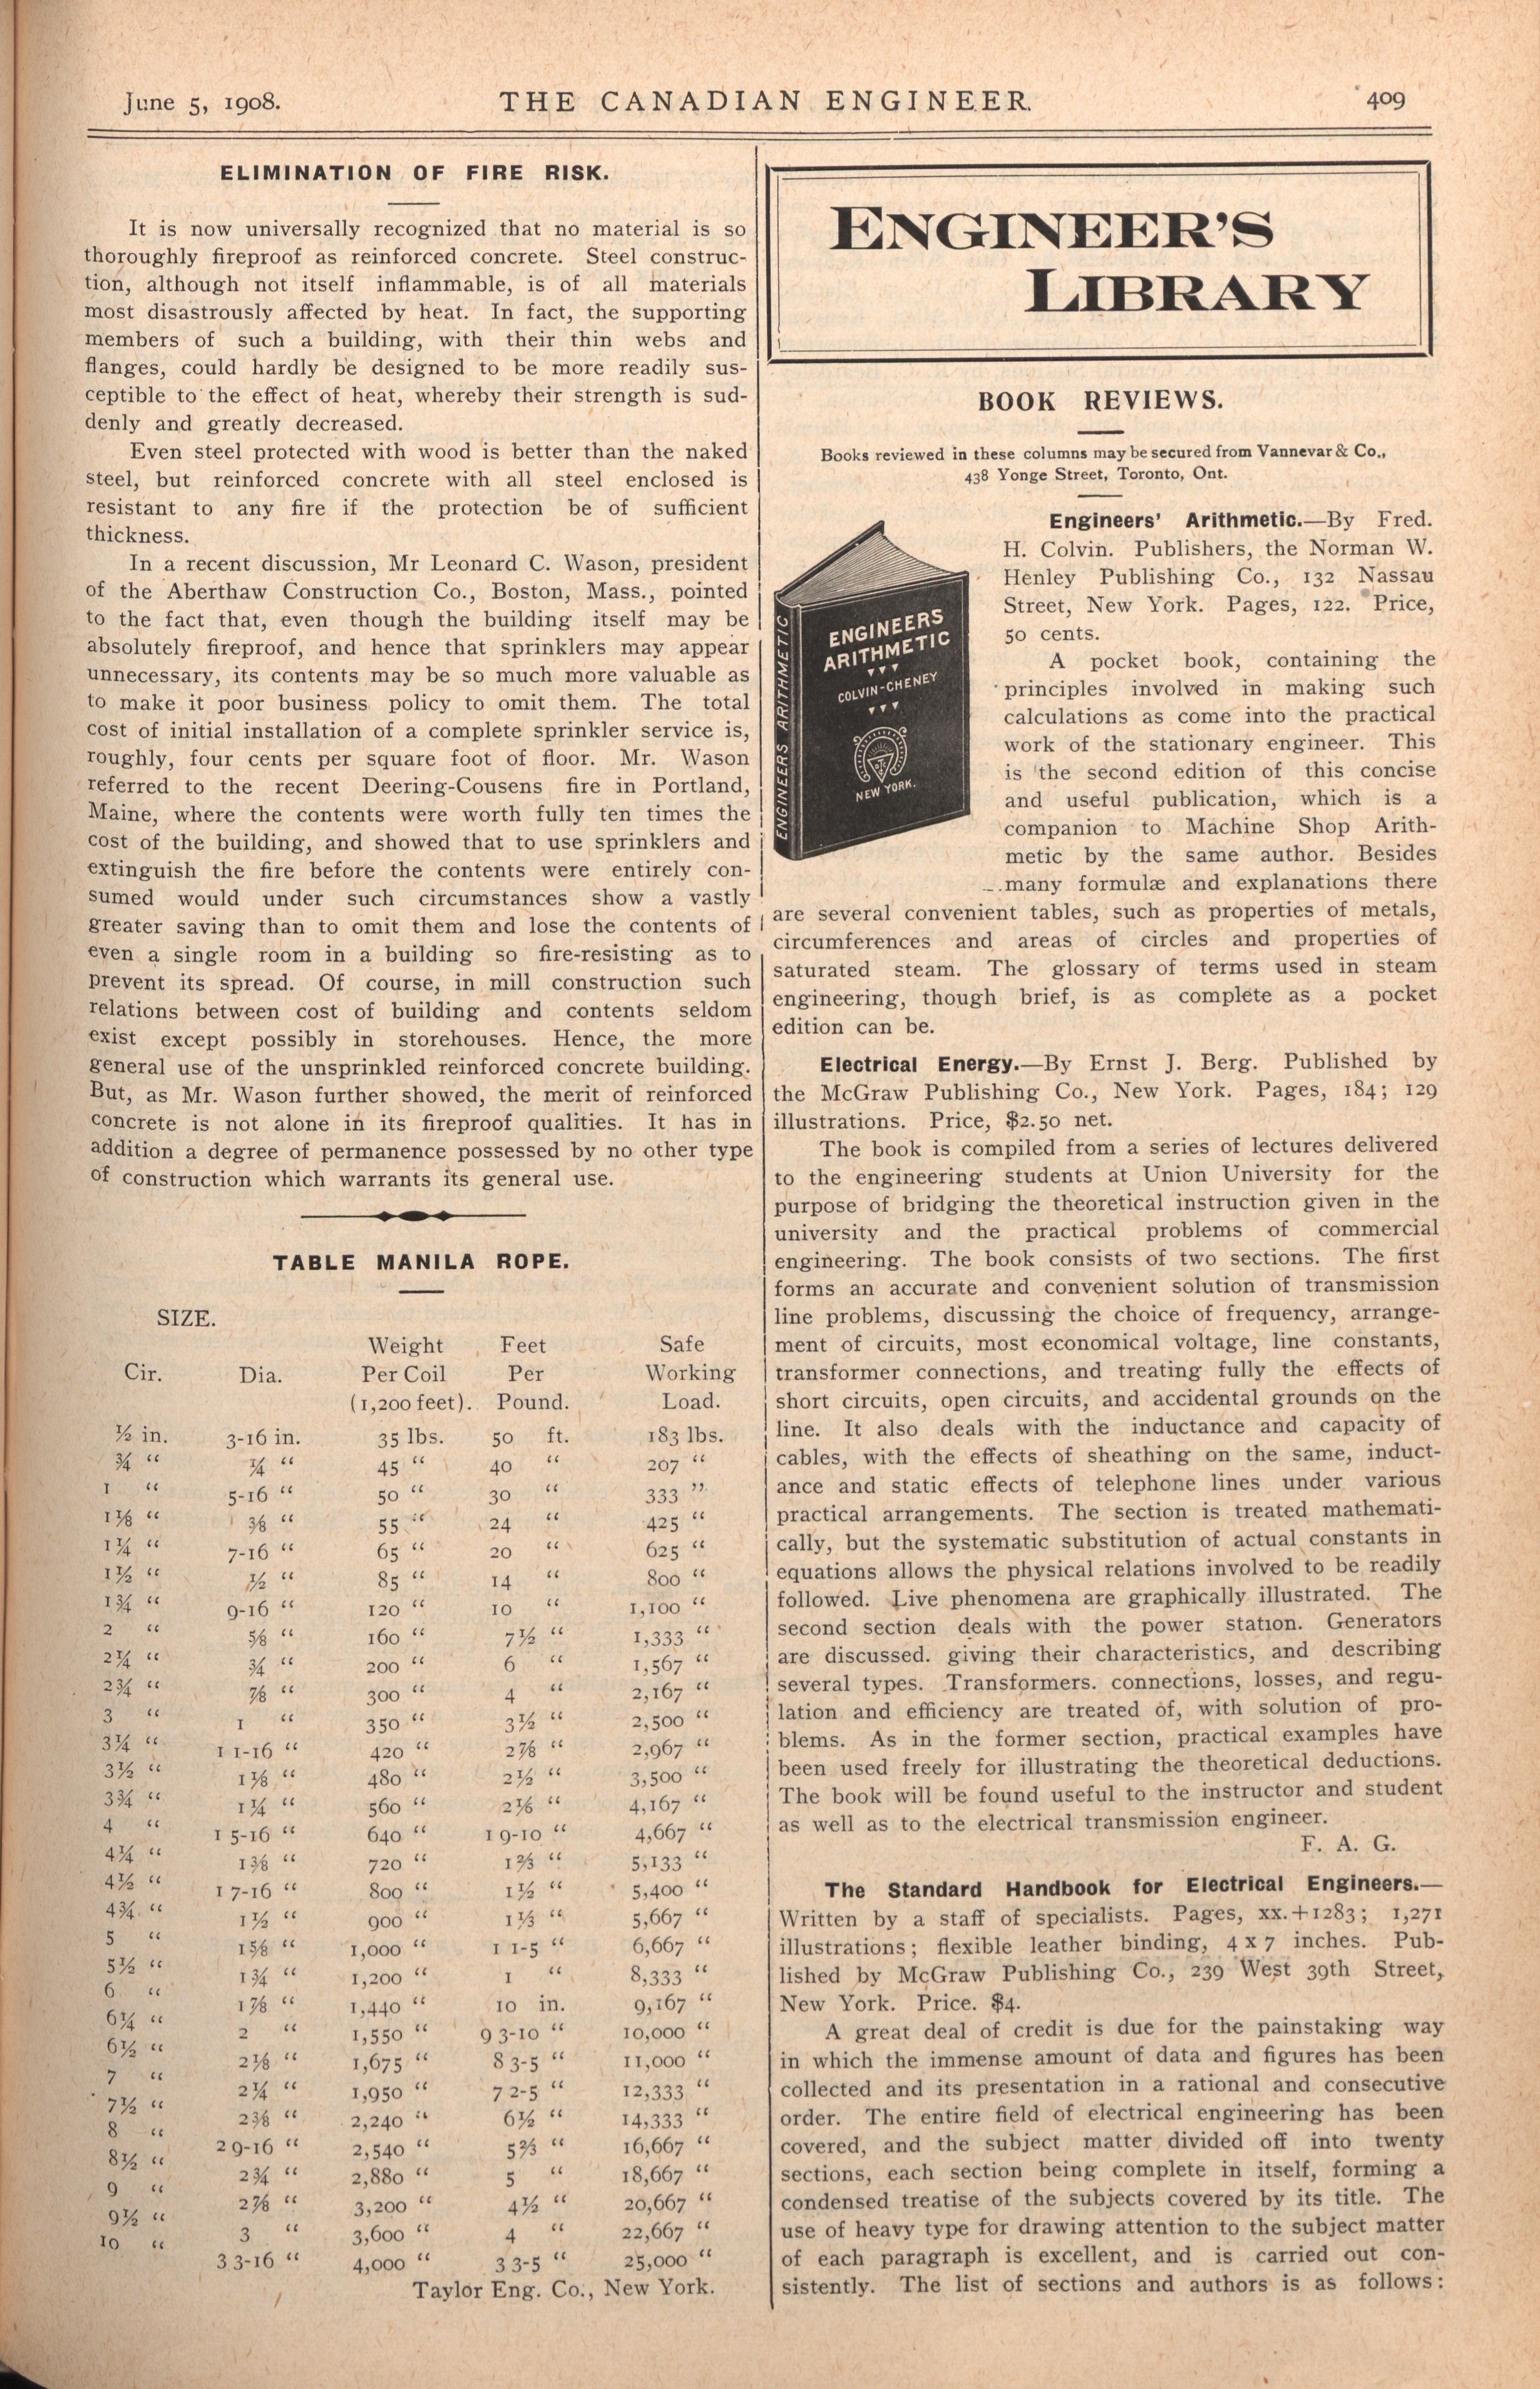 June 5, 1908.
THE CANADIAN ENGINEER.
409
ELIMINATION OF FIRE RISK.
It is now universally recognized that no material is so
thoroughly fireproof as reinforced concrete. Steel construc-
tion, although not itself inflammable, is of all materials
most disastrously affected by heat. In fact, the supporting
members of such a building, with their thin webs and
flanges, could hardly be designed to be more readily sus-
ceptible to the effect of heat, whereby their strength is sud-
denly and greatly decreased.
Even steel protected with wood is better than the naked
steel, but reinforced concrete with all steel enclosed is
resistant to any fire if the protection be of sufficient
thickness.
In a recent discussion, Mr Leonard C. Wason, president
of the Aberthaw Construction Co., Boston, Mass., pointed
to the fact that, even though the building itself may be
absolutely fireproof, and hence that sprinklers may appear
unnecessary, its contents may be so much more valuable as
to make it poor business policy to omit them. The total
cost of initial installation of a complete sprinkler service is,
roughly, four cents per square foot of floor. Mr. Wason
referred to the recent Deering-Cousens fire in Portland,
Maine, where the contents were worth fully ten times the
cost of the building, and showed that to use sprinklers and
extinguish the fire before the contents were entirely con-
sumed would under such circumstances show a vastly
greater saving than to omit them and lose the contents of
even a single room in a building so fire-resisting as to
prevent its spread. Of course, in mill construction such
relations between cost of building and contents seldom
exist except possibly in storehouses. Hence, the more
general use of the unsprinkled reinforced concrete building.
But, as Mr. Wason further showed, the merit of reinforced
concrete is not alone in its fireproof qualities. It has in
addition a degree of permanence possessed by no other type
of construction which warrants its general use.
TABLE MANILA ROPE.
SIZE.
Weight Feet Safe
Cir. Dia. Per Coil Per Working
(1,200 feet). Pound. Load.
½ in. 3-16 in. 35 lbs. 50 ft. 183 lbs.
¾ “ ¼ “ 45 “ 40 “ 207 “
1 “ 5-16 “ 50 “ 30 “ 333 ”
1⅛ “ ⅜ “ 55 “ 24 “ 425 “
1¼ “ 7-16 “ 65 “ 20 “ 625 “
1½ “ ½ “ 85 “ 14 “ 800 “
1¾ “ 9-16 “ 120 “ 10 “ 1,100 “
2 “ ⅝ “ 160 “ 7½ “ 1,333 “
2¼ “ ¾ “ 200 “ 6 “ 1,567 “
2¾ “ ⅞ “ 300 “ 4 “ 2,167 “
3 “ 1 “ 350 “ 3½ “ 2,500 “
3¼ “ 1 1-16 “ 420 “ 2⅞ “ 2,967 “
3½ “ 1⅛ “ 480 “ 2½ “ 3,500 “
3¾ “ 1¼ “ 560 “ 2⅙ “ 4,167 “
4 “ 1 5-16 “ 640 “ 1 9-10 “ 4,667 “
4¼ “ 1⅜ “ 720 “ 1⅔ “ 5,133 “
4½ “ 1 7-16 “ 800 “ 1½ “ 5,400 “
4¾ “ 1½ “ 900 “ 1⅓ “ 5,667 “
5 “ 1⅝ “ 1,000 “ 1 1-5 “ 6,667 “
5½ “ 1¾ “ 1,200 “ 1 “ 8,333 “
6 “ 1⅞ “ 1,440 “ 10 in. 9,167 “
6¼ “ 2 “ 1,550 “ 9 3-10 “ 10,000 “
6½ “ 2⅛ “ 1,675 “ 8 3-5 “ 11,000 “
7 “ 2¼ “ 1,950 “ 7 2-5 “ 12,333 “
7½ “ 2⅜ “ 2,240 “ 6½ “ 14,333 “
8 “ 2 9-16 “ 2,540 “ 5⅔ “ 16,667 “
8½ “ 2¾ “ 2,880 “ 5 “ 18,667 “
9 “ 2⅞ “ 3,200 “ 4½ “ 20,667 “
9½ “ 3 “ 3,600 “ 4 “ 22,667 “
10 “ 3 3-16 “ 4,000 “ 3 3-5 “ 25,000 “
Taylor Eng. Co., New York.
ENGINEER'S
LIBRARY
BOOK REVIEWS.
Books reviewed in these columns may be secured from Vannevar & Co.,
438 Yonge Street, Toronto, Ont.
ENGINEERS ARITHMETIC
ENGINEERS
ARITHMETIC
COLVIN-CHENEY
NEW YORK.
Engineers' Arithmetic.—By Fred.
H. Colvin. Publishers, the Norman W.
Henley Publishing Co., 132 Nassau
Street, New York. Pages, 122. Price,
50 cents.
A pocket book, containing the
principles involved in making such
calculations as come into the practical
work of the stationary engineer. This
is the second edition of this concise
and useful publication, which is a
companion to Machine Shop Arith-
metic by the same author. Besides
many formulæ and explanations there
are several convenient tables, such as properties of metals,
circumferences and areas of circles and properties of
saturated steam. The glossary of terms used in steam
engineering, though brief, is as complete as a pocket
edition can be.
Electrical Energy.—By Ernst J. Berg. Published by
the McGraw Publishing Co., New York. Pages, 184; 129
illustrations. Price, $2.50 net.
The book is compiled from a series of lectures delivered
to the engineering students at Union University for the
purpose of bridging the theoretical instruction given in the
university and the practical problems of commercial
engineering. The book consists of two sections. The first
forms an accurate and convenient solution of transmission
line problems, discussing the choice of frequency, arrange-
ment of circuits, most economical voltage, line constants,
transformer connections, and treating fully the effects of
short circuits, open circuits, and accidental grounds on the
line. It also deals with the inductance and capacity of
cables, with the effects of sheathing on the same, induct-
ance and static effects of telephone lines under various
practical arrangements. The section is treated mathemati-
cally, but the systematic substitution of actual constants in
equations allows the physical relations involved to be readily
followed. Live phenomena are graphically illustrated. The
second section deals with the power station. Generators
are discussed. giving their characteristics, and describing
several types. Transformers. connections, losses, and regu-
lation and efficiency are treated of, with solution of pro-
blems. As in the former section, practical examples have
been used freely for illustrating the theoretical deductions.
The book will be found useful to the instructor and student
as well as to the electrical transmission engineer.
F. A. G.
The Standard Handbook for Electrical Engineers.—
Written by a staff of specialists. Pages, xx.+1283; 1,271
illustrations; flexible leather binding, 4 x 7 inches. Pub-
lished by McGraw Publishing Co., 239 West 39th Street,
New York. Price. $4.
A great deal of credit is due for the painstaking way
in which the immense amount of data and figures has been
collected and its presentation in a rational and consecutive
order. The entire field of electrical engineering has been
covered, and the subject matter divided off into twenty
sections, each section being complete in itself, forming a
condensed treatise of the subjects covered by its title. The
use of heavy type for drawing attention to the subject matter
of each paragraph is excellent, and is carried out con-
sistently. The list of sections and authors is as follows: